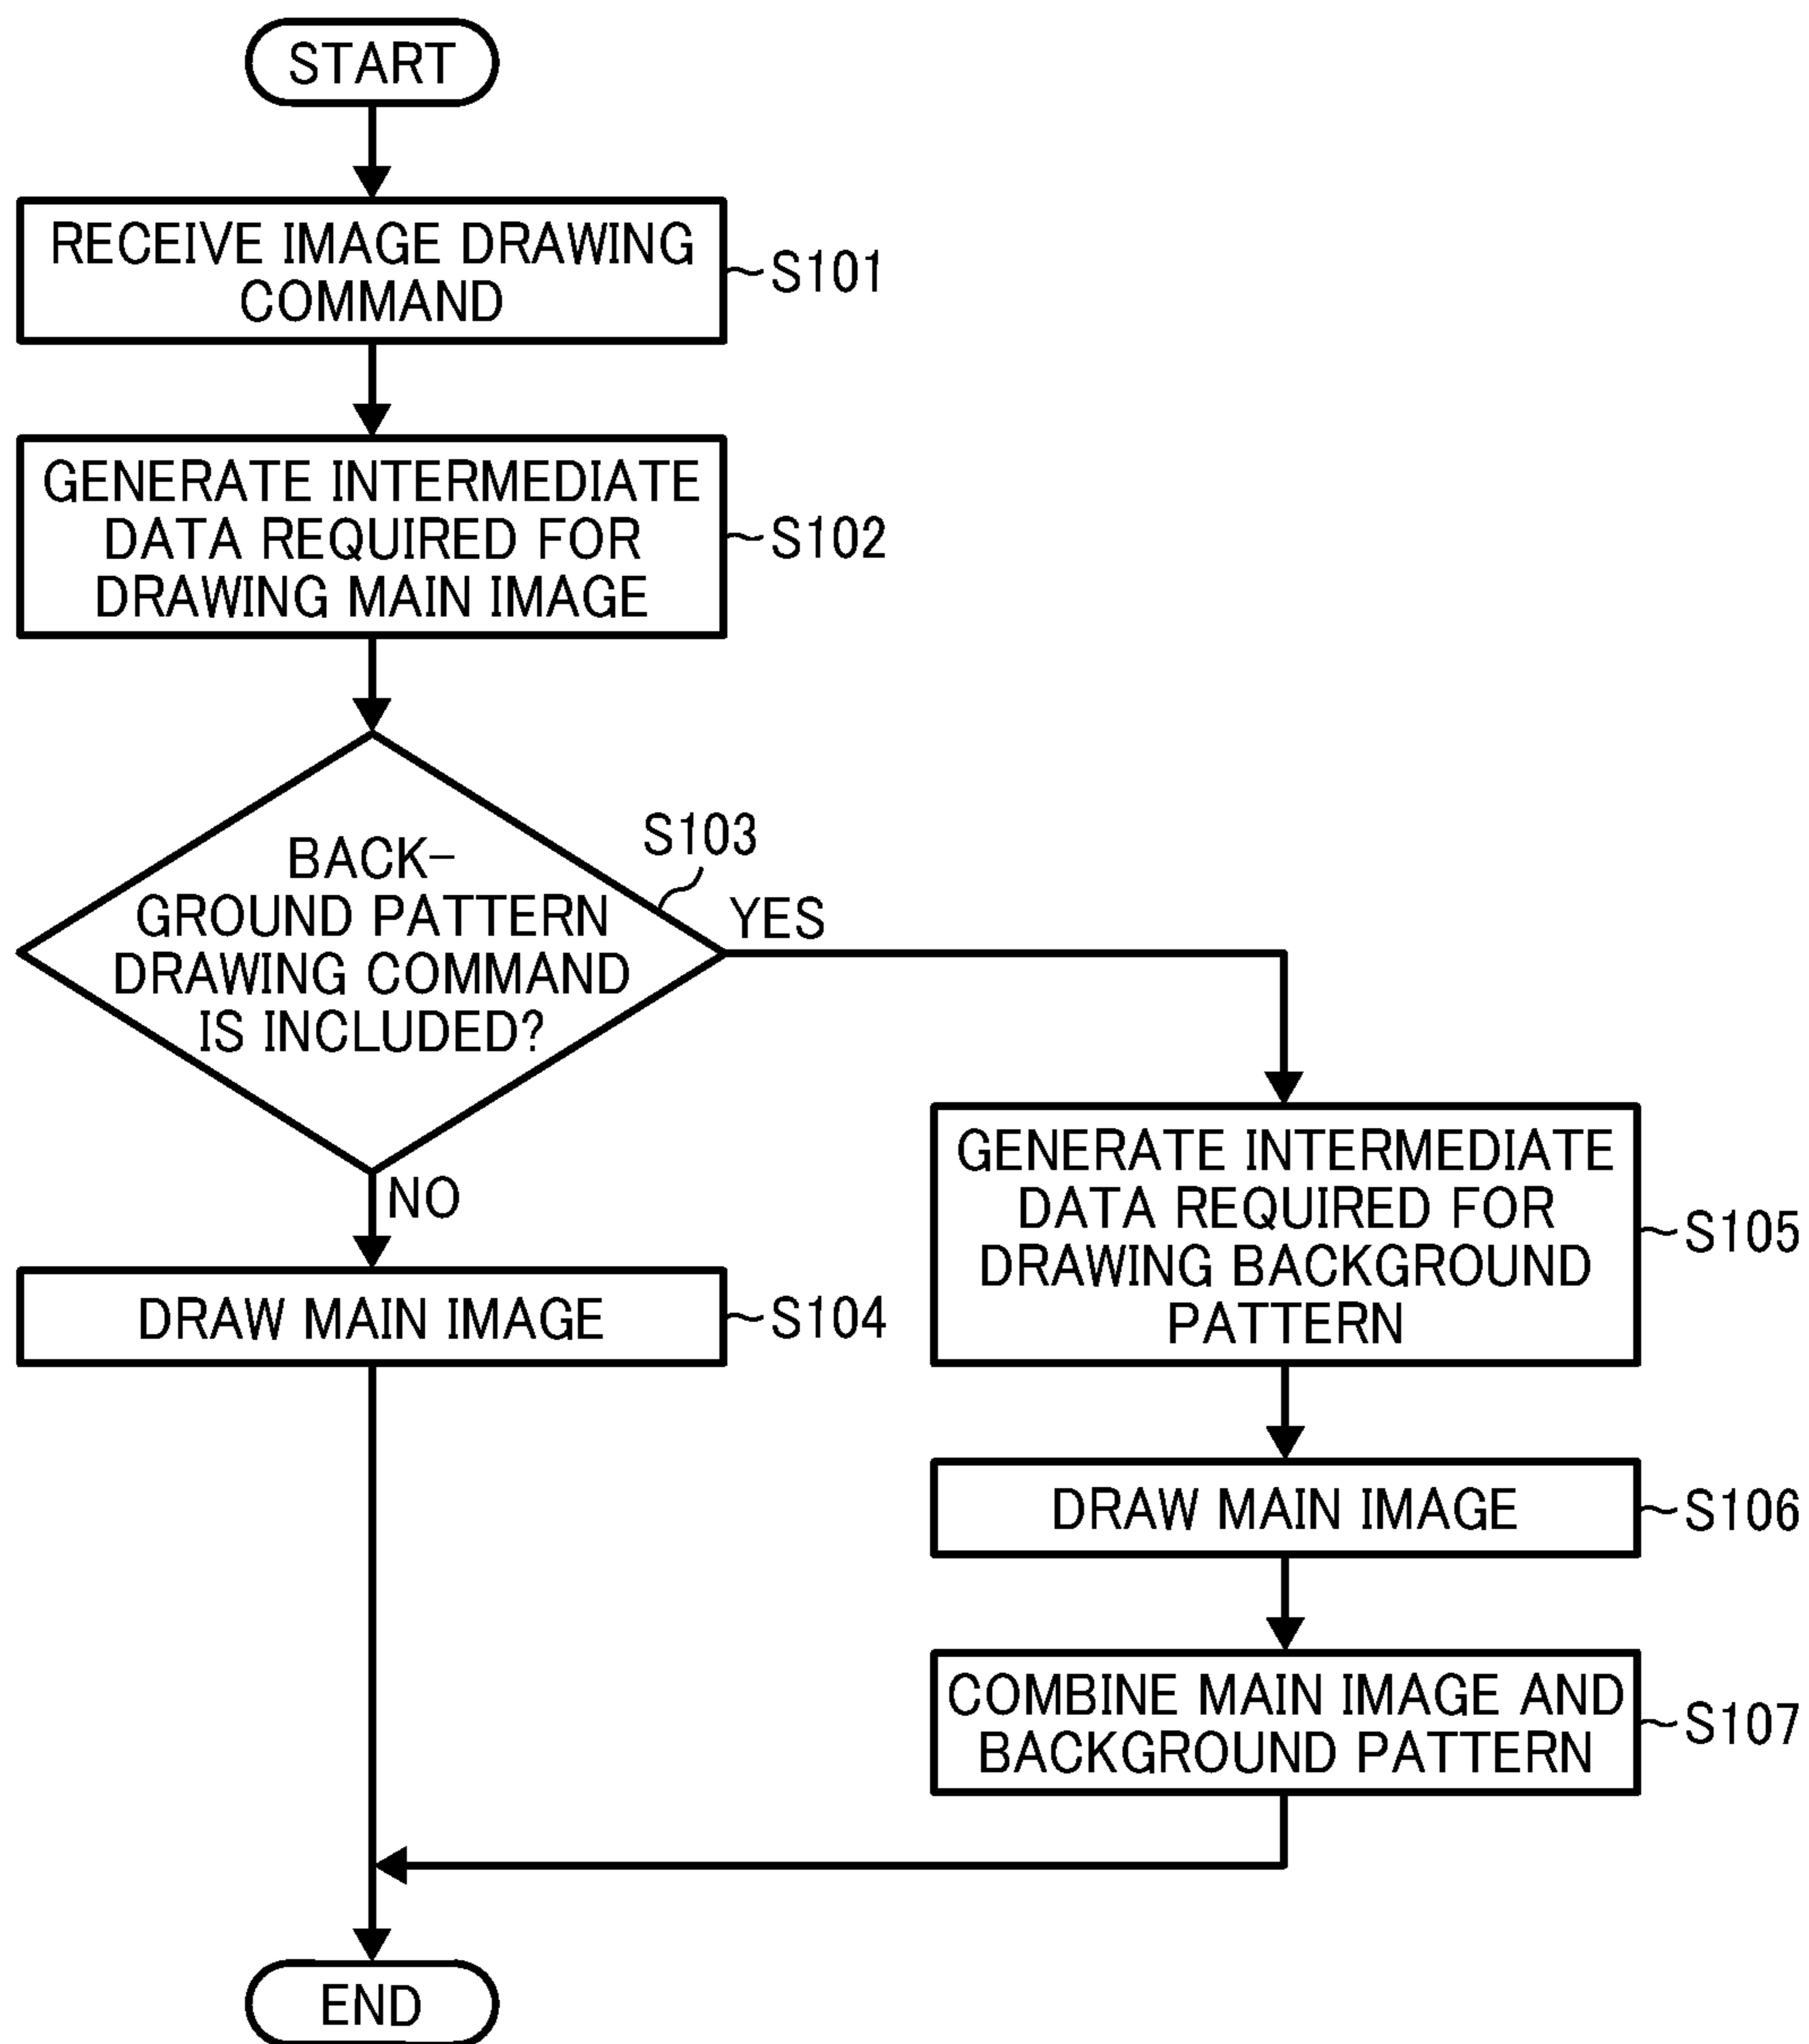 START
RECEIVE IMAGE DRAWING
COMMAND
S101
GENERATE INTERMEDIATE
DATA REQUIRED FOR
DRAWING MAIN IMAGE
S102
BACK-
GROUND PATTERN
DRAWING COMMAND
IS INCLUDED?
S103
YES
NO
DRAW MAIN IMAGE
S104
GENERATE INTERMEDIATE
DATA REQUIRED FOR
DRAWING BACKGROUND
PATTERN
S105
DRAW MAIN IMAGE
S106
COMBINE MAIN IMAGE AND
BACKGROUND PATTERN
S107
END